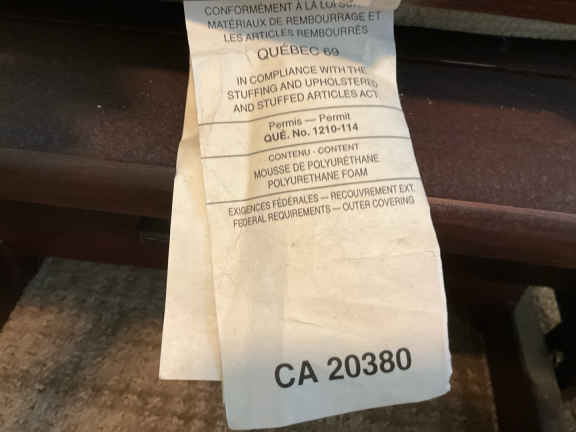 CONFORMÉMENT À LA LOI SUR
MATÉRIAUX DE REMBOURRAGE ET
LES ARTICLES REMBOURRÉS
QUÉBEC 69
IN COMPLIANCE WITH THE
STUFFING AND UPHOLSTERED
AND STUFFED ARTICLES ACT
Permis — Permit
QUÉ. No. 1210-114
CONTENU - CONTENT
MOUSSE DE POLYURÉTHANE
POLYURETHANE FOAM
EXIGENCES FÉDÉRALES — RECOUVREMENT EXT.
FEDERAL REQUIREMENTS — OUTER COVERING
CA 20380